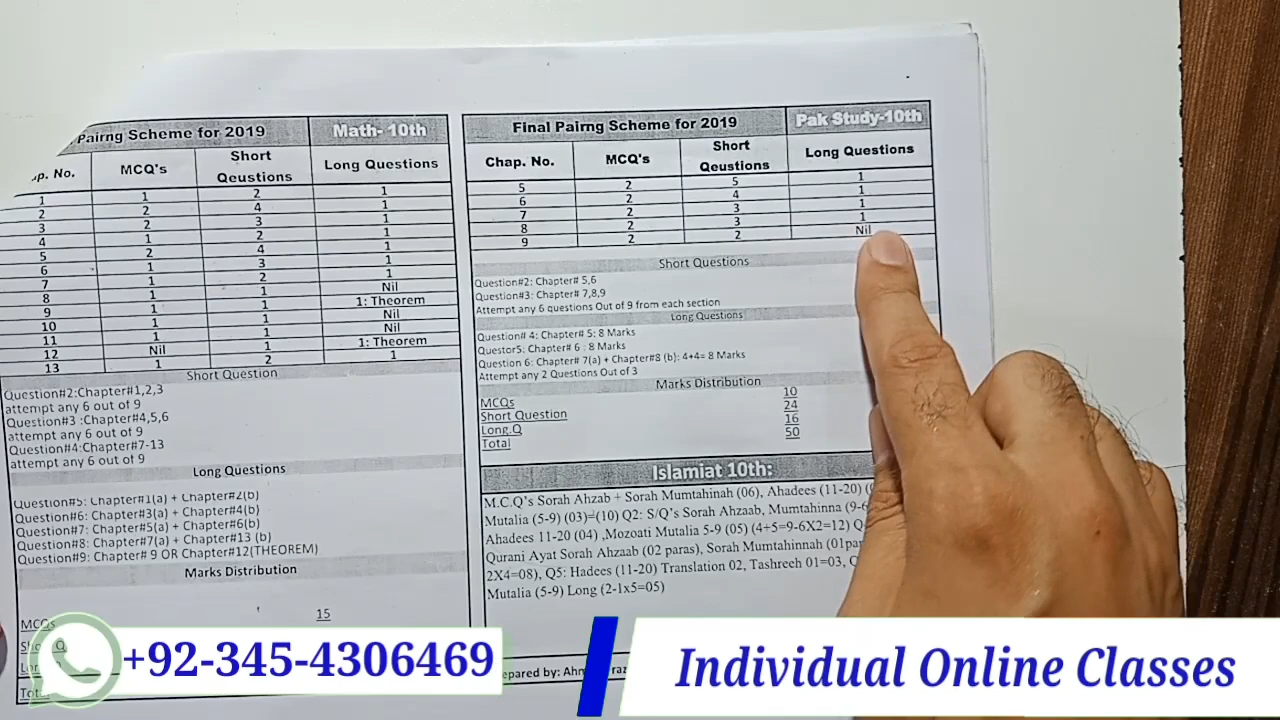 Pairng Scheme for 2019 Math- 10th
No. MCQ's Short Qeustions Long Questions
1 1 2 1
2 2 4 1
3 2 3 1
4 1 2 1
5 2 4 1
6 1 3 1
7 1 2 1
8 1 1 Nil
9 1 1 1: Theorem
10 1 1 Nil
11 1 1 Nil
12 Nil 1 1: Theorem
13 1 2 1
Short Question
Question#2:Chapter#1,2,3
attempt any 6 out of 9
Question#3 :Chapter#4,5,6
attempt any 6 out of 9
Question#4:Chapter#7-13
attempt any 6 out of 9
Long Questions
Question#5: Chapter#1(a) + Chapter#2(b)
Question#6: Chapter#3(a) + Chapter#4(b)
Question#7: Chapter#5(a) + Chapter#6(b)
Question#8: Chapter#7(a) + Chapter#13 (b)
Question#9: Chapter# 9 OR Chapter#12(THEOREM)
Marks Distribution
MCQs 15
Final Pairng Scheme for 2019 Pak Study-10th
Chap. No. MCQ's Short Qeustions Long Questions
5 2 5 1
6 2 4 1
7 2 3 1
8 2 3 1
9 2 2 Nil
Short Questions
Question#2: Chapter# 5,6
Question#3: Chapter# 7,8,9
Attempt any 6 questions Out of 9 from each section
Long Questions
Question# 4: Chapter# 5: 8 Marks
Questor5: Chapter# 6 : 8 Marks
Question 6: Chapter# 7(a) + Chapter#8 (b): 4+4= 8 Marks
Attempt any 2 Questions Out of 3
Marks Distribution
MCQs 10
Short Question 24
Long.Q 16
Total 50
Islamiat 10th:
M.C.Q's Sorah Ahzab + Sorah Mumtahinah (06), Ahadees (11-20)
Mutalia (5-9) (03)=(10) Q2: S/Q's Sorah Ahzaab, Mumtahinna (9-6
Ahadees 11-20 (04) ,Mozoati Mutalia 5-9 (05) (4+5=9-6X2=12)
Qurani Ayat Sorah Ahzaab (02 paras), Sorah Mumtahinnah
2X4=08), Q5: Hadees (11-20) Translation 02, Tashreeh 01=03,
Mutalia (5-9) Long (2-1x5=05)
+92-345-4306469
Individual Online Classes